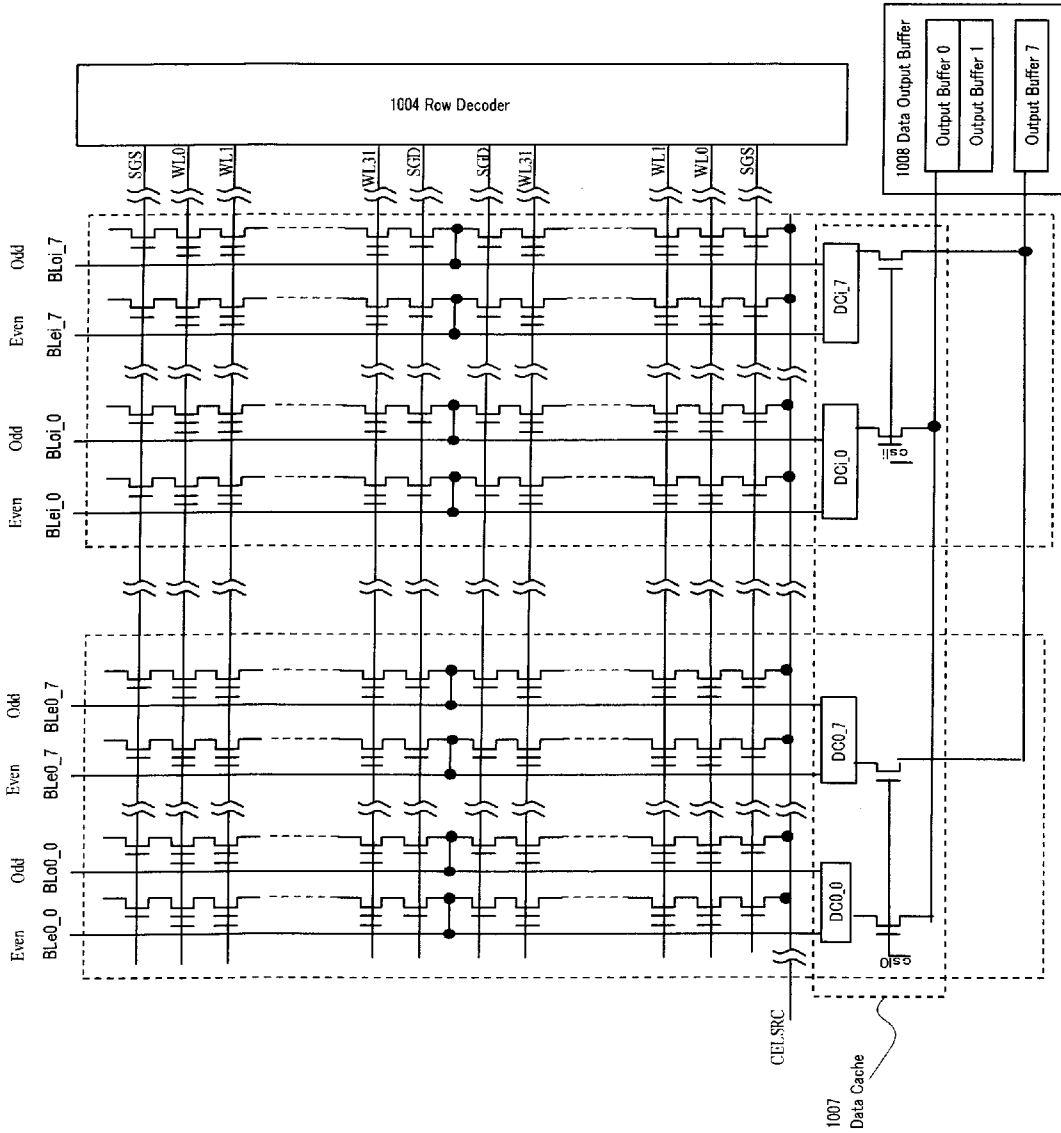 Even
Odd
Even
Odd
Even
Odd
Even
Odd
BLe0_0
BLo0_0
BLe0_7
BLe0_7
BLei_0
BLoi_0
BLei_7
BLoi_7
SGS
WL0
WL1
WL31
SGD
SGD
WL31
WL1
WL0
SGS
1004 Row Decoder
CELSRC
DC0_0
DC0_7
DCi_0
DCi_7
csl0
csli
1007
Data Cache
1008 Data Output Buffer
Output Buffer 0
Output Buffer 1
Output Buffer 7